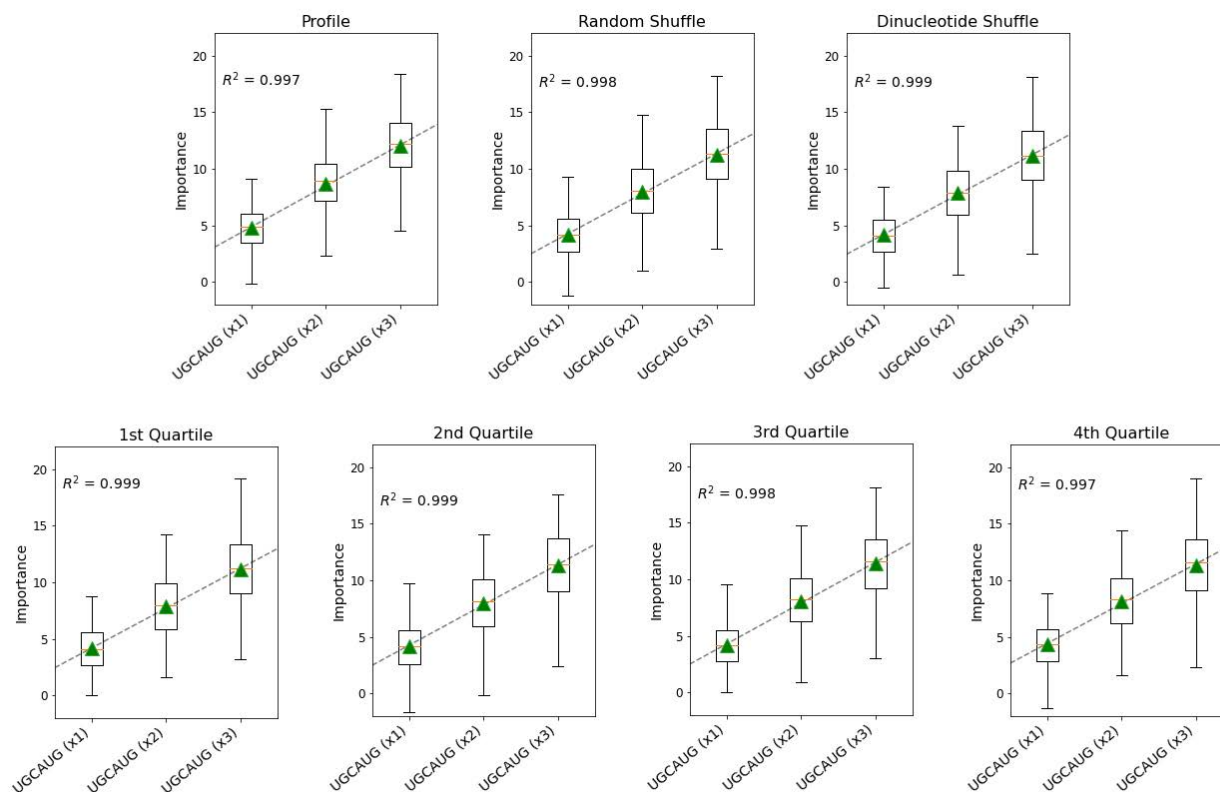 Profile
R² = 0.997
Importance
20
15
10
5
0
UGCAUG (x1)
UGCAUG (x2)
UGCAUG (x3)
Random Shuffle
R² = 0.998
Importance
20
15
10
5
0
UGCAUG (x1)
UGCAUG (x2)
UGCAUG (x3)
Dinucleotide Shuffle
R² = 0.999
Importance
20
15
10
5
0
UGCAUG (x1)
UGCAUG (x2)
UGCAUG (x3)
1st Quartile
R² = 0.999
Importance
20
15
10
5
0
UGCAUG (x1)
UGCAUG (x2)
UGCAUG (x3)
2nd Quartile
R² = 0.999
Importance
20
15
10
5
0
UGCAUG (x1)
UGCAUG (x2)
UGCAUG (x3)
3rd Quartile
R² = 0.998
Importance
20
15
10
5
0
UGCAUG (x1)
UGCAUG (x2)
UGCAUG (x3)
4th Quartile
R² = 0.997
Importance
20
15
10
5
0
UGCAUG (x1)
UGCAUG (x2)
UGCAUG (x3)